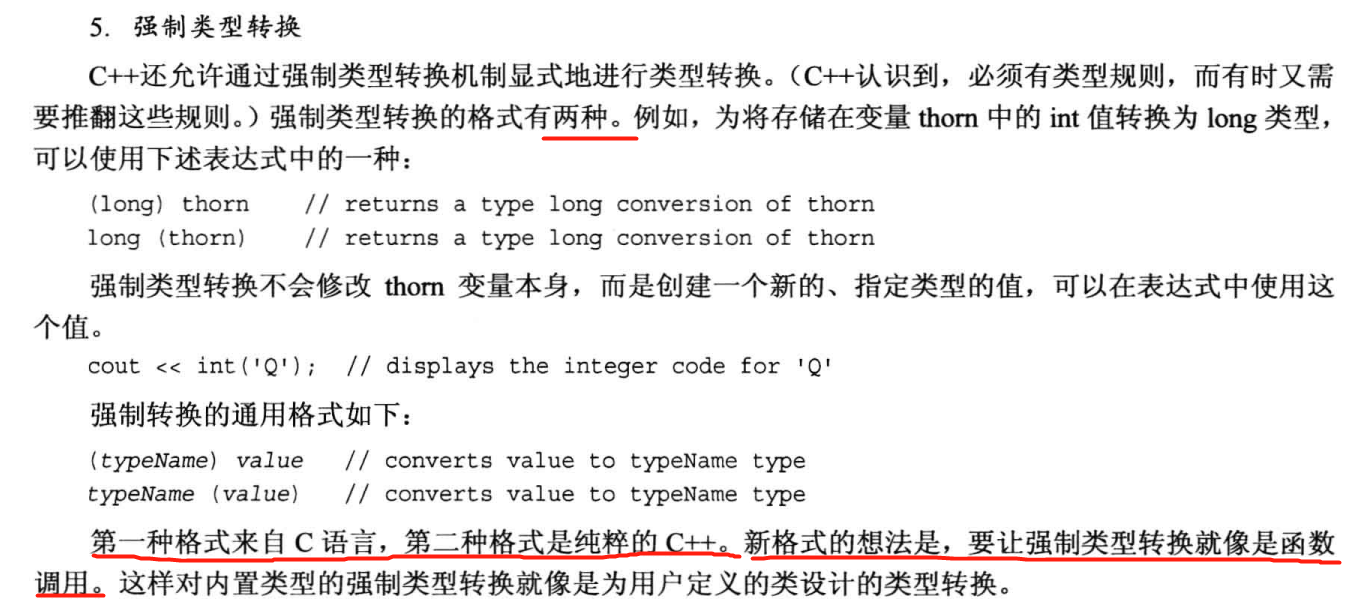 5. 强制类型转换
C++还允许通过强制类型转换机制显式地进行类型转换。（C++认识到，必须有类型规则，而有时又需
要推翻这些规则。）强制类型转换的格式有两种。例如，为将存储在变量 thorn 中的 int 值转换为 long 类型，
可以使用下述表达式中的一种：
(long) thorn // returns a type long conversion of thorn
long (thorn) // returns a type long conversion of thorn
强制类型转换不会修改 thorn 变量本身，而是创建一个新的、指定类型的值，可以在表达式中使用这
个值。
cout << int('Q'); // displays the integer code for 'Q'
强制转换的通用格式如下：
(typeName) value // converts value to typeName type
typeName (value) // converts value to typeName type
第一种格式来自 C 语言，第二种格式是纯粹的 C++。新格式的想法是，要让强制类型转换就像是函数
调用。这样对内置类型的强制类型转换就像是为用户定义的类设计的类型转换。